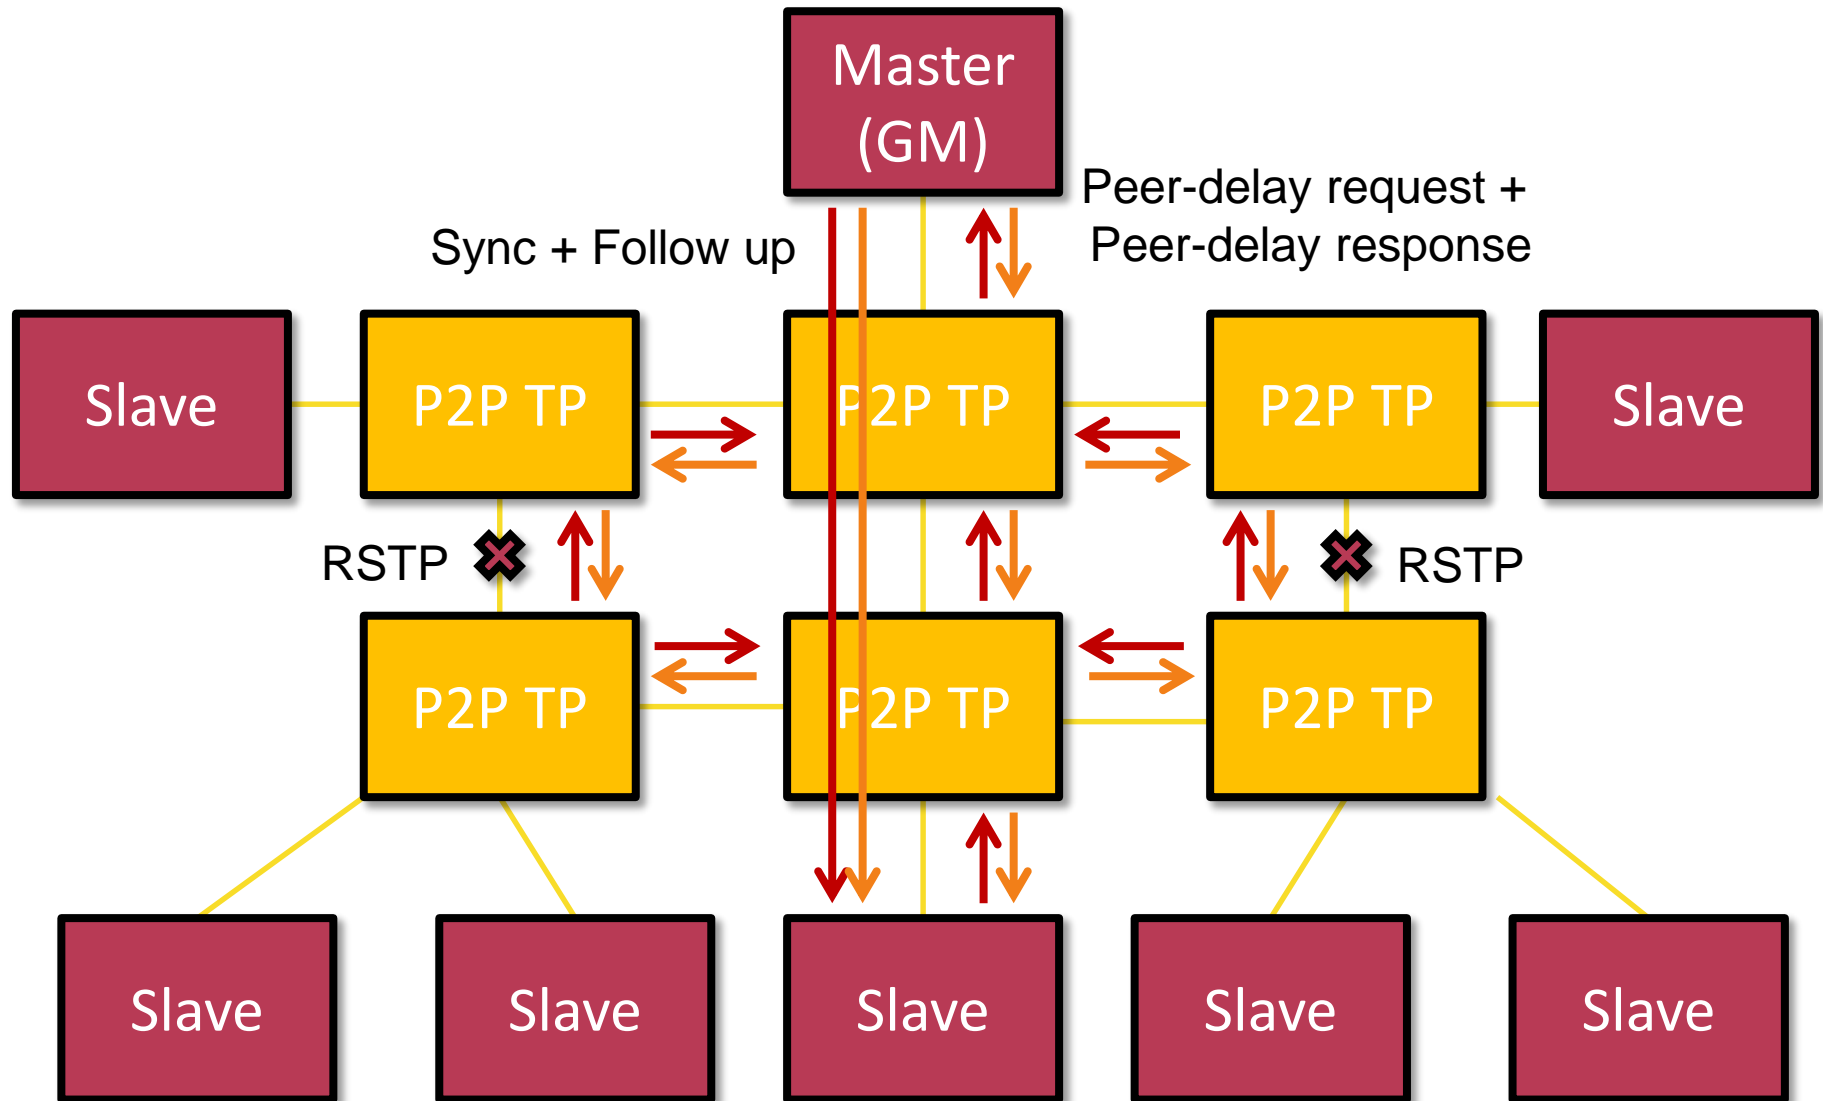 Master
(GM)
Peer-delay request +
Peer-delay response
Sync + Follow up
Slave
P2P TP
P2P TP
P2P TP
Slave
RSTP
RSTP
P2P TP
P2P TP
P2P TP
Slave
Slave
Slave
Slave
Slave